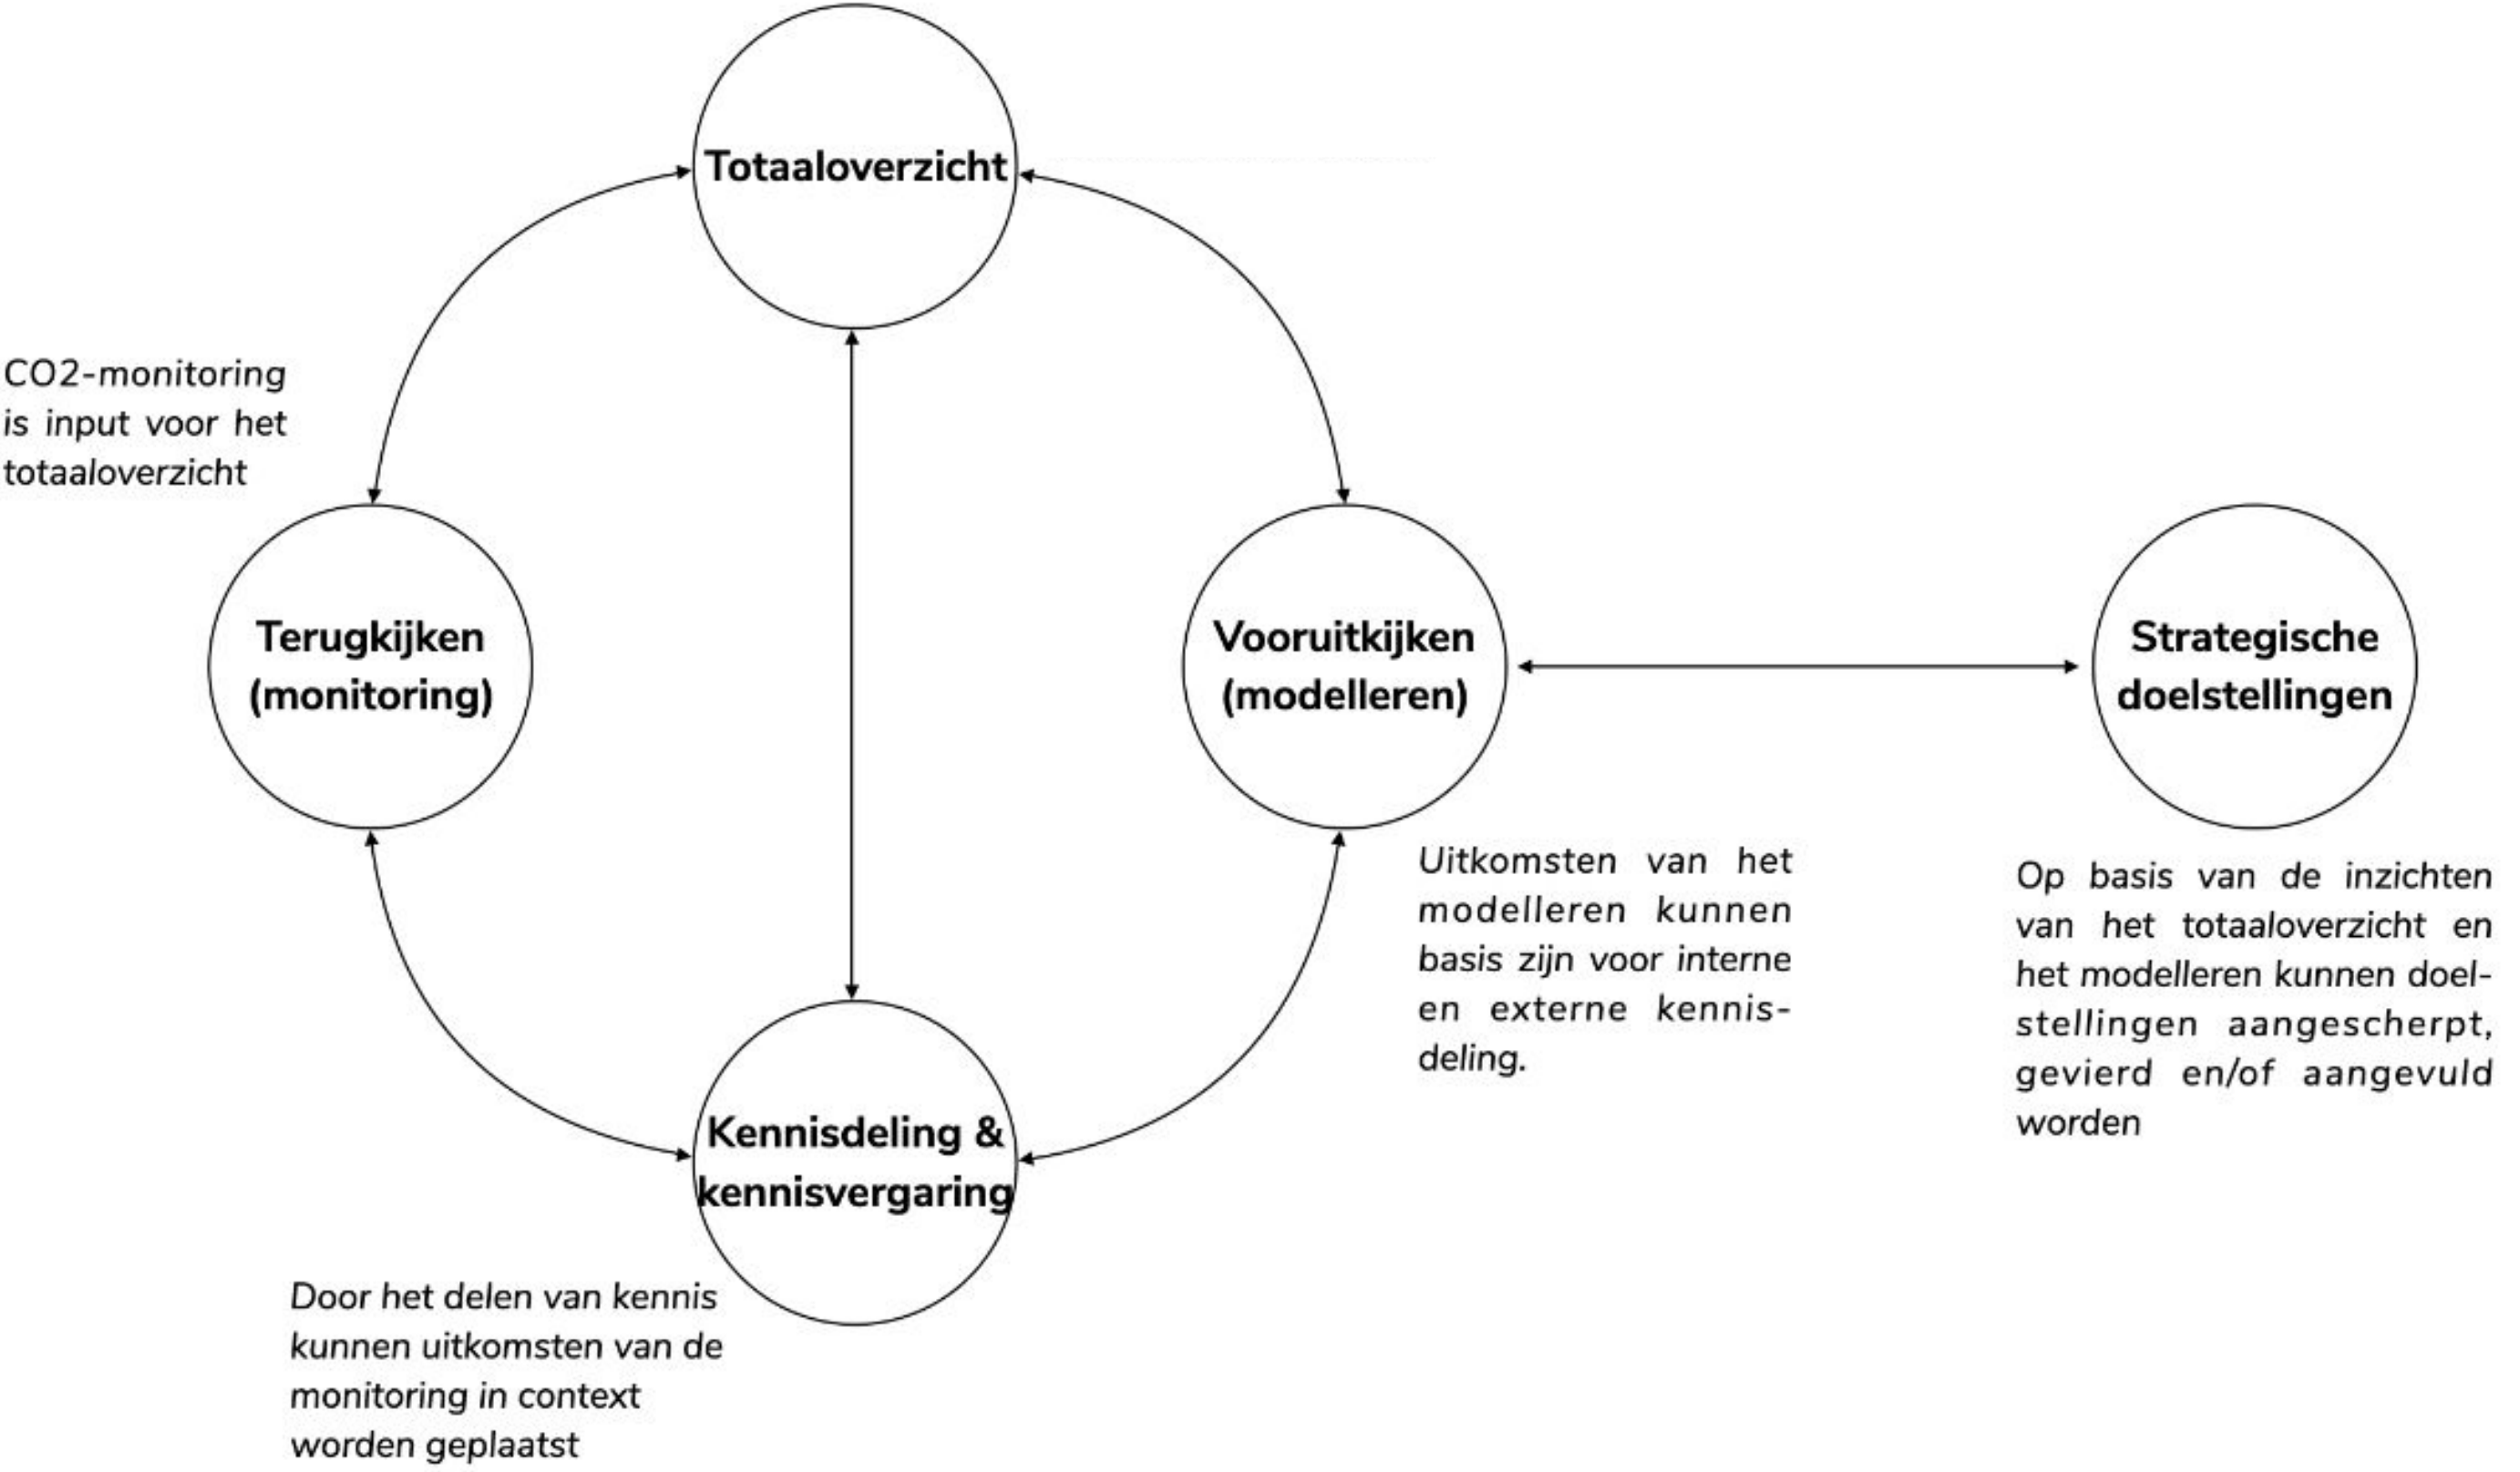 Totaaloverzicht
CO2-monitoring
is input voor het
totaaloverzicht
Terugkijken
(monitoring)
Vooruitkijken
(modelleren)
Strategische
doelstellingen
Uitkomsten van het
modelleren kunnen
basis zijn voor interne
en externe kennis-
deling.
Op basis van de inzichten
van het totaaloverzicht en
het modelleren kunnen doel-
stellingen aangescherpt,
gevierd en/of aangevuld
worden
Kennisdeling &
kennisvergaring
Door het delen van kennis
kunnen uitkomsten van de
monitoring in context
worden geplaatst